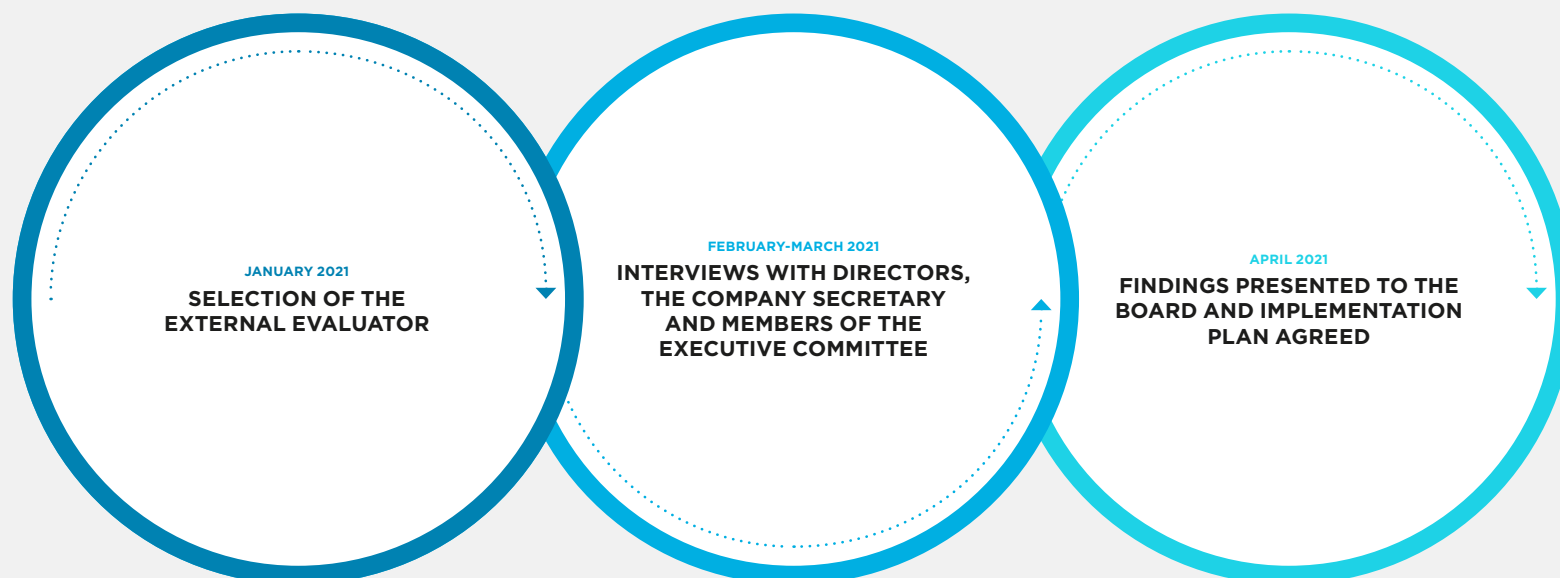 JANUARY 2021
SELECTION OF THE
EXTERNAL EVALUATOR
FEBRUARY-MARCH 2021
INTERVIEWS WITH DIRECTORS,
THE COMPANY SECRETARY
AND MEMBERS OF THE
EXECUTIVE COMMITTEE
APRIL 2021
FINDINGS PRESENTED TO THE
BOARD AND IMPLEMENTATION
PLAN AGREED